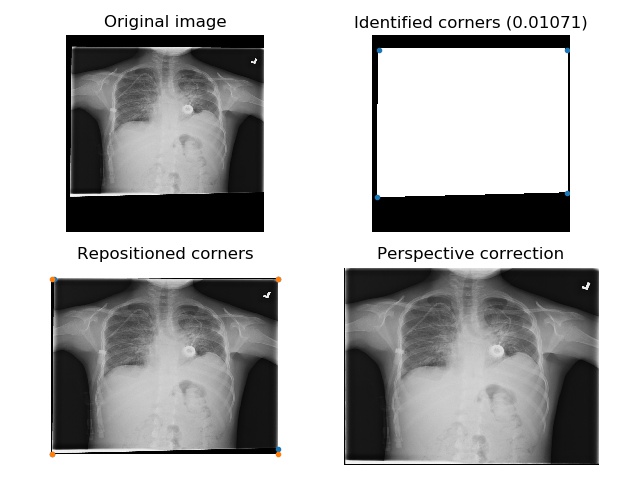 Original image
Identified corners (0.01071)
Repositioned corners
Perspective correction